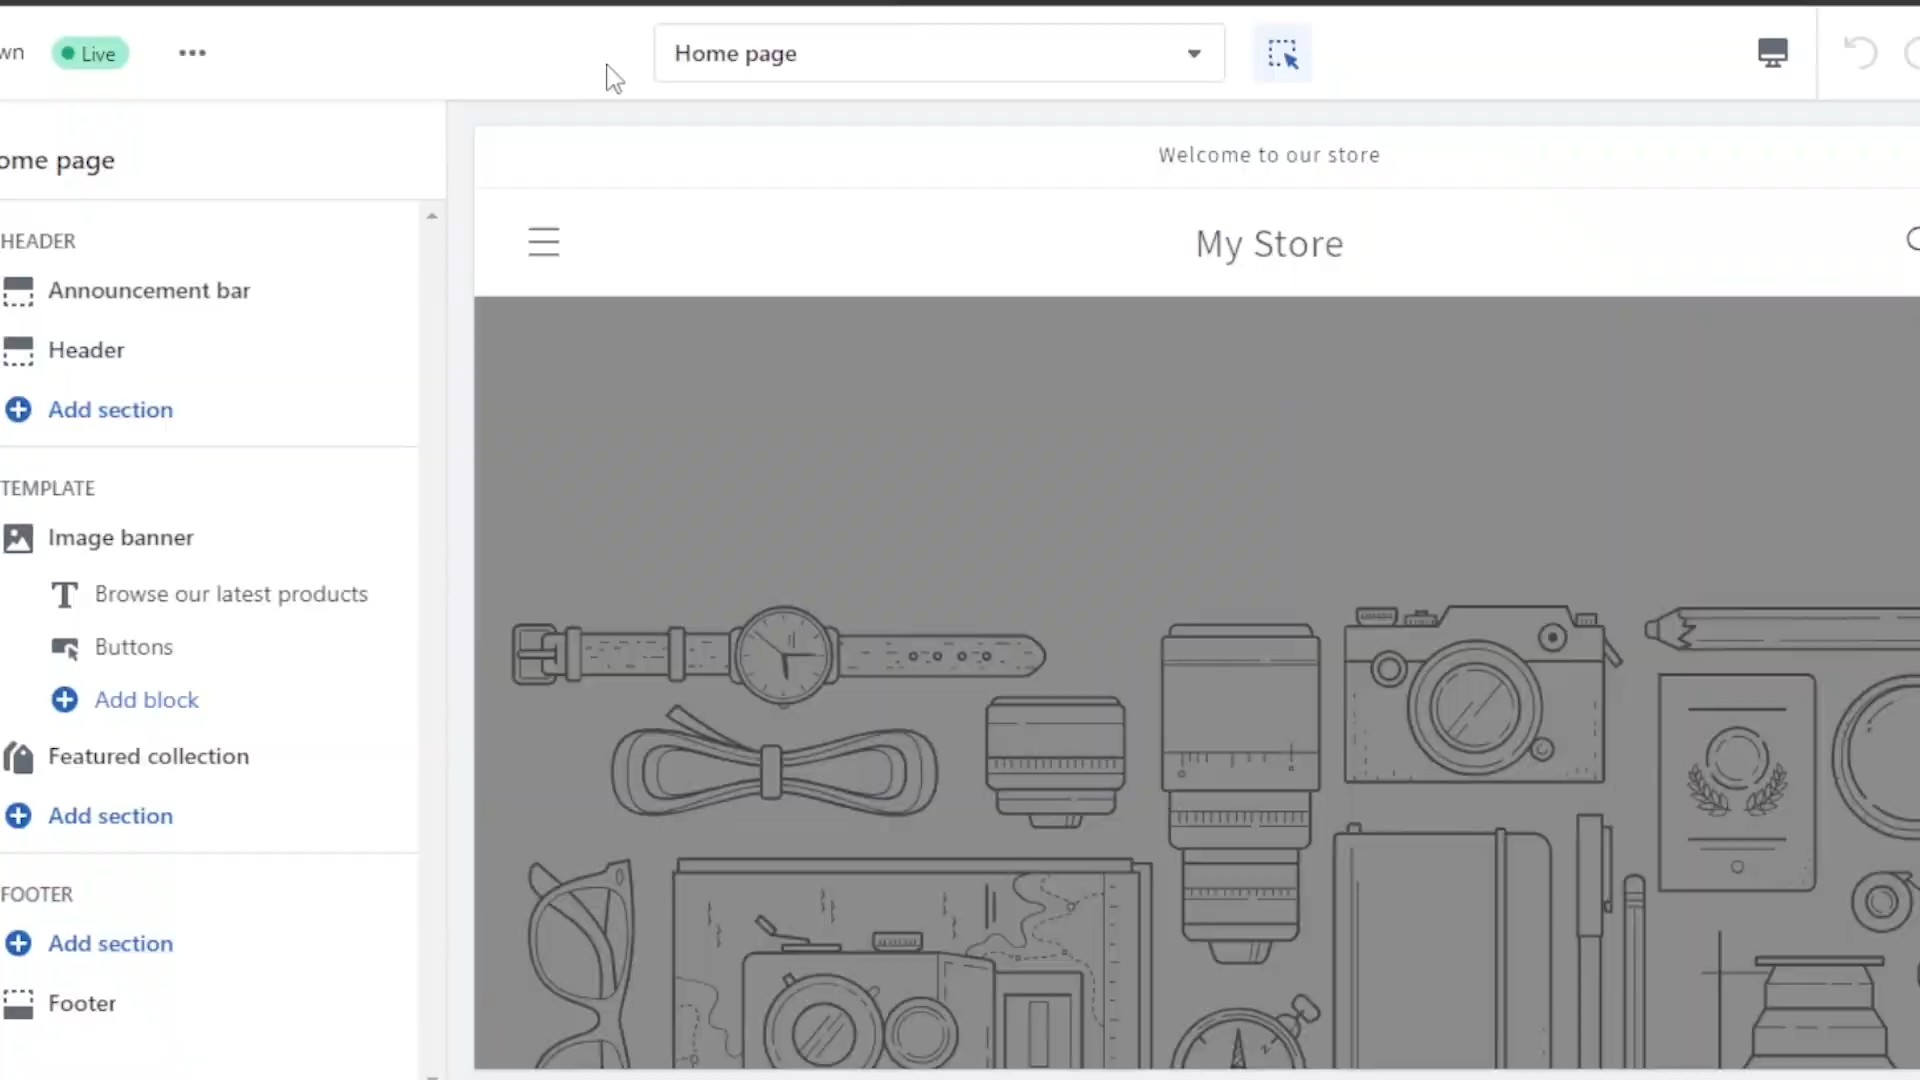 wn
Live
Home page
ome page
HEADER
Announcement bar
Header
Add section
TEMPLATE
Image banner
Browse our latest products
Buttons
Add block
Featured collection
Add section
FOOTER
Add section
Footer
Welcome to our store
My Store